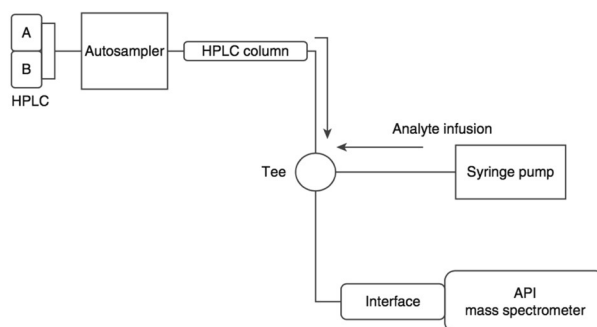 A
B
HPLC
Autosampler
HPLC column
Analyte infusion
Tee
Syringe pump
Interface
API
mass spectrometer